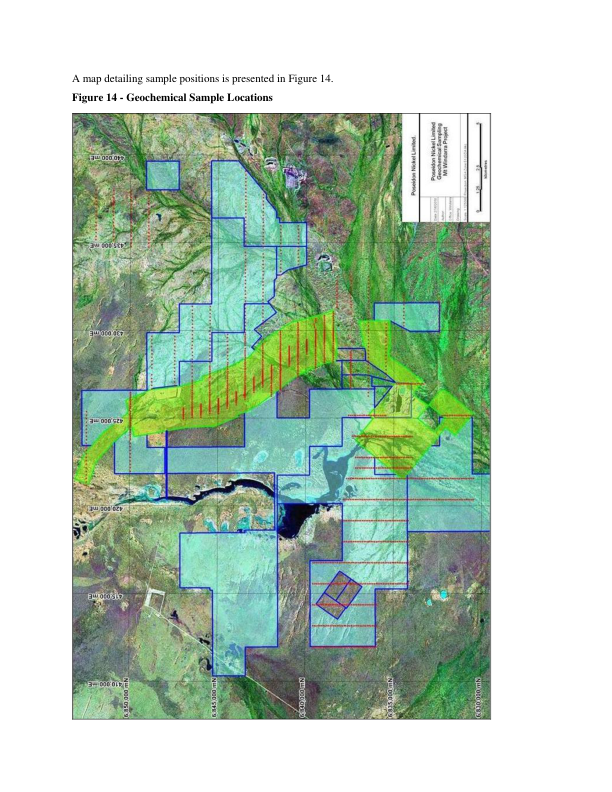 A map detailing sample positions is presented in Figure 14.
Figure 14 - Geochemical Sample Locations
Poseidon Nickel Limited.
Poseidon Nickel Limited
Geochemical Sampling
Mt Windarra Project
440,000 mE
435,000 mE
430,000 mE
425,000 mE
420,000 mE
415,000 mE
410,000 mE
6,850,000 mN
6,845,000 mN
6,840,000 mN
6,835,000 mN
6,830,000 mN